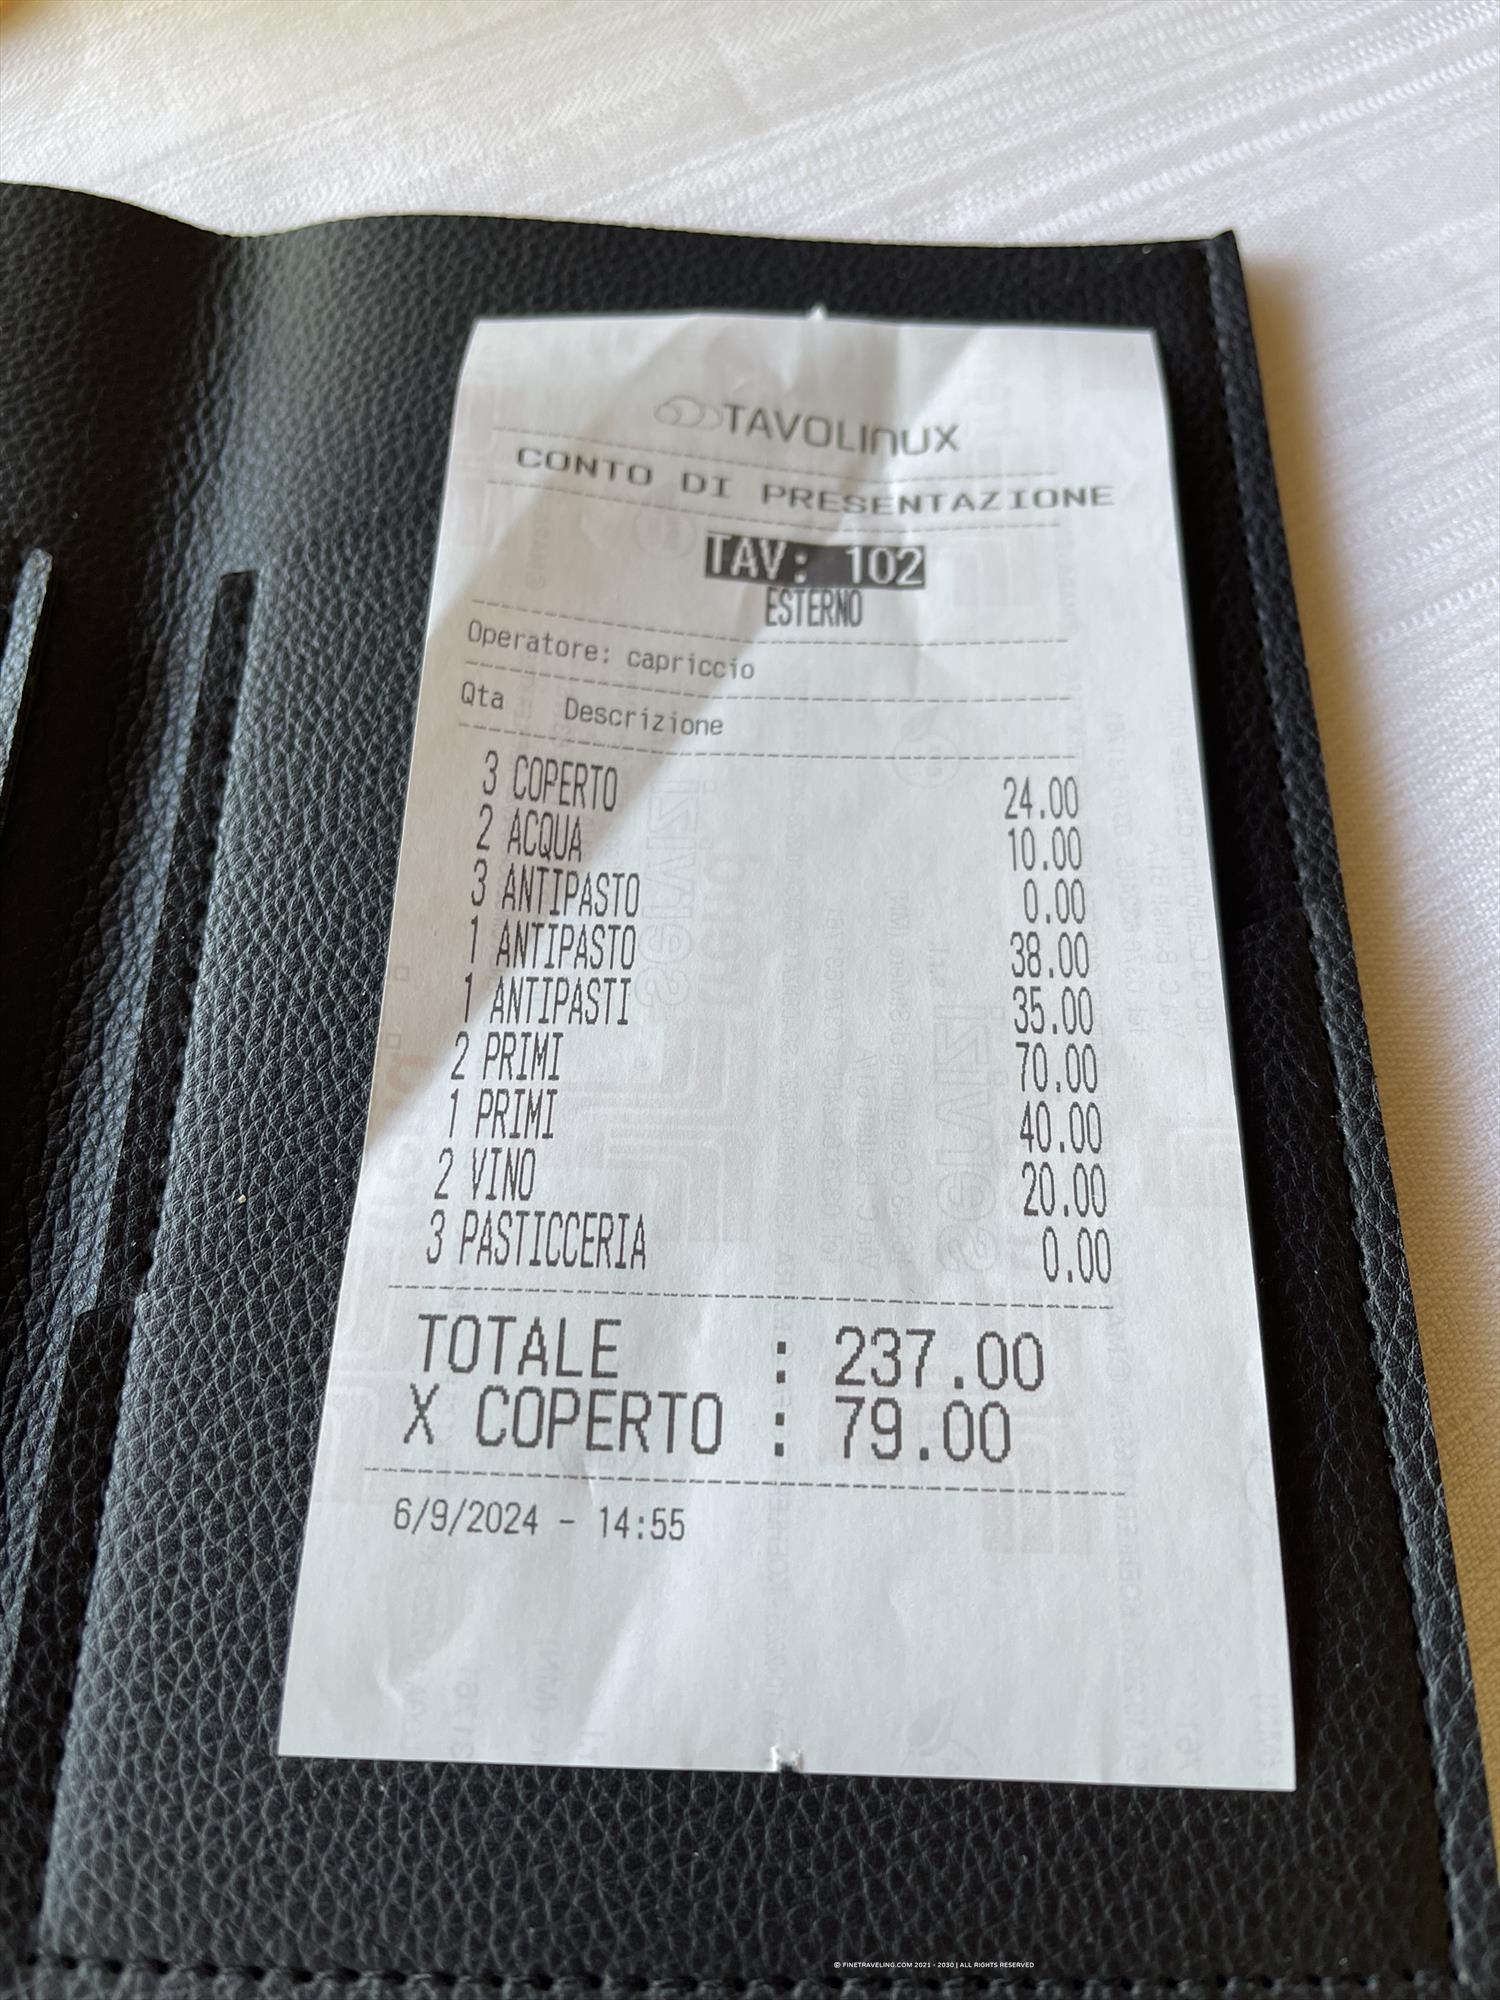 TAVOLINUX
CONTO DI PRESENTAZIONE
TAV: 102
ESTERNO
Operatore: capriccio
Qta Descrizione
3 COPERTO 24.00
2 ACQUA 10.00
3 ANTIPASTO 0.00
1 ANTIPASTO 38.00
1 ANTIPASTI 35.00
2 PRIMI 70.00
1 PRIMI 40.00
2 VINO 20.00
3 PASTICCERIA 0.00
TOTALE : 237.00
X COPERTO : 79.00
6/9/2024 - 14:55
© FINETRAVELING.COM 2021 - 2030 | ALL RIGHTS RESERVED